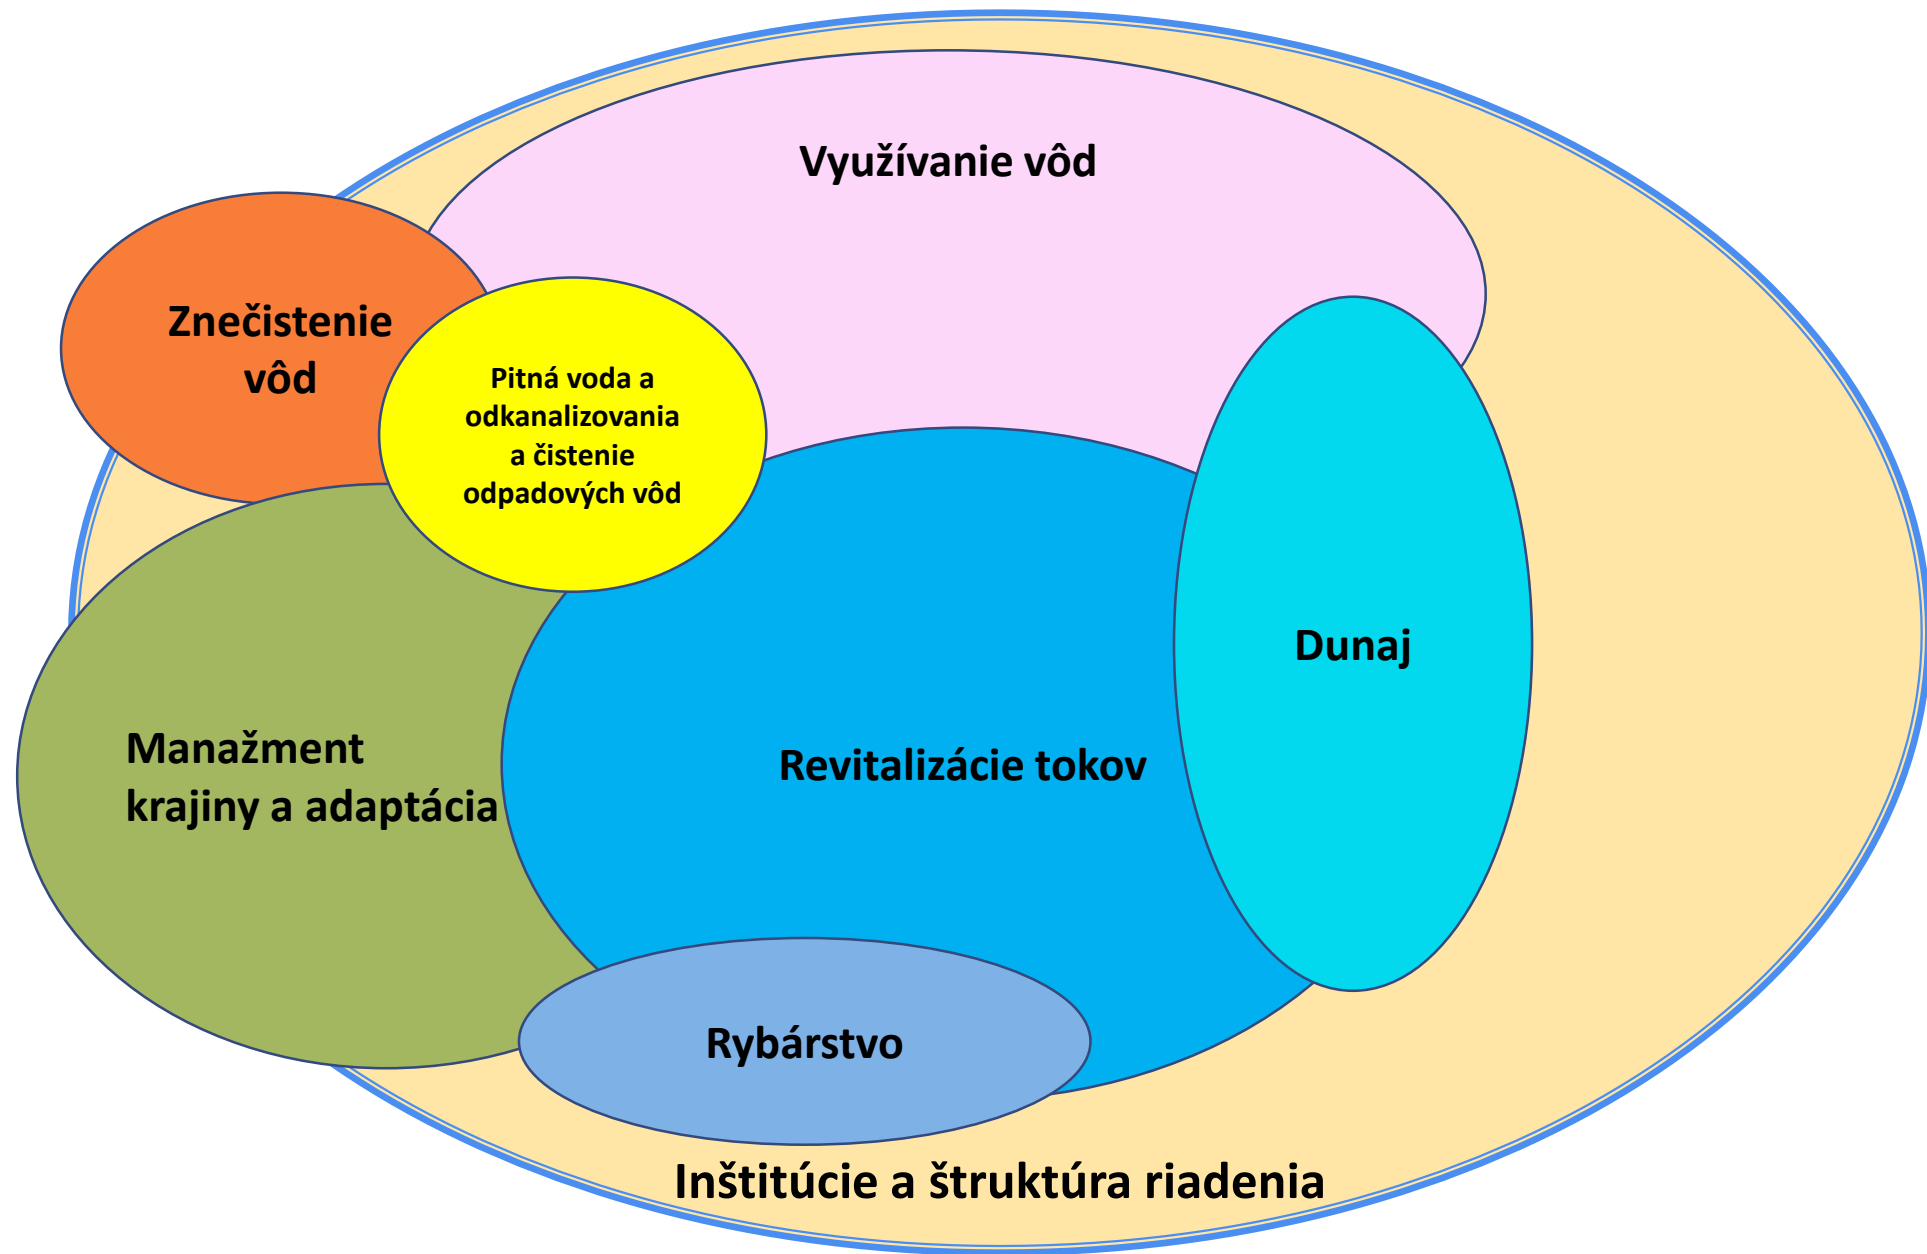 Využívanie vôd
Znečistenie
vôd
Pitná voda a
odkanalizovania
a čistenie
odpadových vôd
Dunaj
Manažment
krajiny a adaptácia
Revitalizácie tokov
Rybárstvo
Inštitúcie a štruktúra riadenia